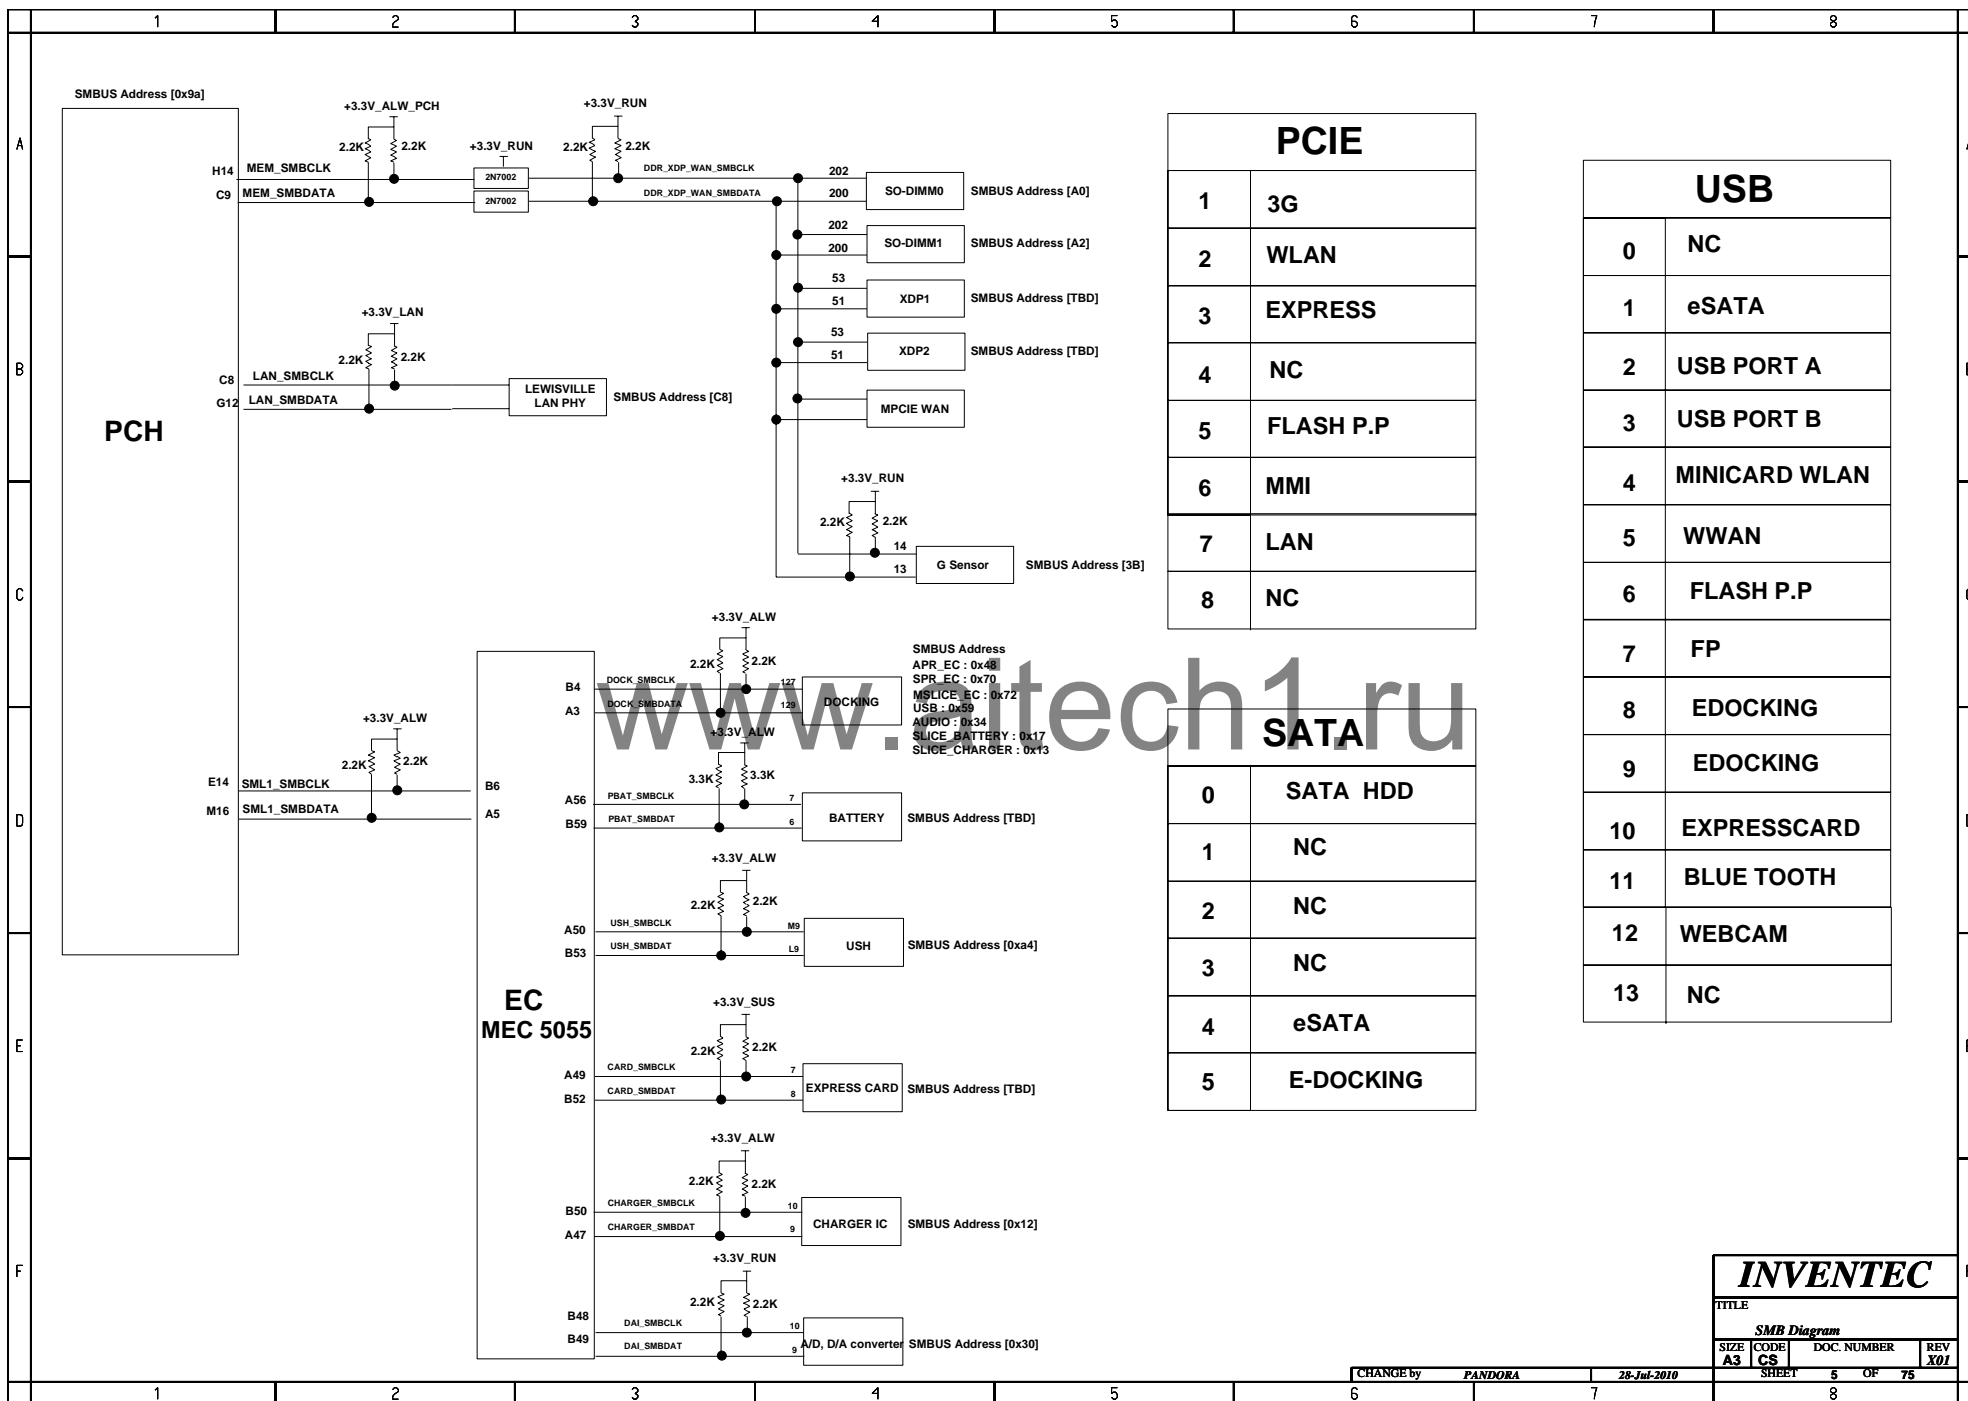 1 2 3 4 5 6 7 8
A
B
C
D
E
F
SMBUS Address [0x9a]
PCH
+3.3V_ALW_PCH
2.2K 2.2K
+3.3V_RUN
+3.3V_RUN
2.2K 2.2K
H14 MEM_SMBCLK
C9 MEM_SMBDATA
2N7002
2N7002
DDR_XDP_WAN_SMBCLK
DDR_XDP_WAN_SMBDATA
202
200
SO-DIMM0
SMBUS Address [A0]
202
200
SO-DIMM1
SMBUS Address [A2]
53
51
XDP1
SMBUS Address [TBD]
53
51
XDP2
SMBUS Address [TBD]
MPCIE WAN
+3.3V_RUN
2.2K 2.2K
14
13
G Sensor
SMBUS Address [3B]
+3.3V_LAN
2.2K 2.2K
C8 LAN_SMBCLK
G12 LAN_SMBDATA
LEWISVILLE
LAN PHY
SMBUS Address [C8]
+3.3V_ALW
2.2K 2.2K
E14 SML1_SMBCLK
M16 SML1_SMBDATA
B6
A5
EC
MEC 5055
+3.3V_ALW
2.2K 2.2K
B4 DOCK_SMBCLK 127
A3 DOCK_SMBDATA 129
DOCKING
SMBUS Address
APR_EC : 0x48
SPR_EC : 0x70
MSLICE_EC : 0x72
USB : 0x59
AUDIO : 0x34
SLICE_BATTERY : 0x17
SLICE_CHARGER : 0x13
+3.3V_ALW
3.3K 3.3K
A56 PBAT_SMBCLK 7
B59 PBAT_SMBDAT 6
BATTERY
SMBUS Address [TBD]
+3.3V_ALW
2.2K 2.2K
A50 USH_SMBCLK M9
B53 USH_SMBDAT L9
USH
SMBUS Address [0xa4]
+3.3V_SUS
2.2K 2.2K
A49 CARD_SMBCLK 7
B52 CARD_SMBDAT 8
EXPRESS CARD
SMBUS Address [TBD]
+3.3V_ALW
2.2K 2.2K
B50 CHARGER_SMBCLK 10
A47 CHARGER_SMBDAT 9
CHARGER IC
SMBUS Address [0x12]
+3.3V_RUN
2.2K 2.2K
B48 DAI_SMBCLK 10
B49 DAI_SMBDAT 9
A/D, D/A converter
SMBUS Address [0x30]
www.aitech1.ru
PCIE
1 3G
2 WLAN
3 EXPRESS
4 NC
5 FLASH P.P
6 MMI
7 LAN
8 NC
SATA
0 SATA HDD
1 NC
2 NC
3 NC
4 eSATA
5 E-DOCKING
USB
0 NC
1 eSATA
2 USB PORT A
3 USB PORT B
4 MINICARD WLAN
5 WWAN
6 FLASH P.P
7 FP
8 EDOCKING
9 EDOCKING
10 EXPRESSCARD
11 BLUE TOOTH
12 WEBCAM
13 NC
INVENTEC
TITLE
SMB Diagram
SIZE CODE DOC. NUMBER REV
A3 CS X01
CHANGE by PANDORA 28-Jul-2010 SHEET 5 OF 75
1 2 3 4 5 6 7 8